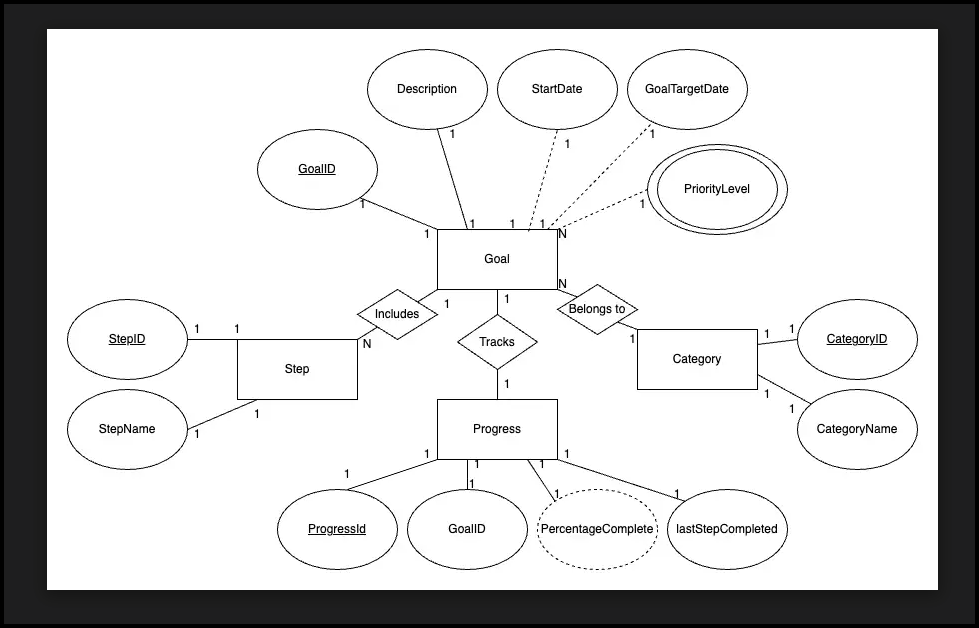 Description
StartDate
GoalTargetDate
1
1
1
GoalID
PriorityLevel
1
1
1
1
1
1
N
Goal
N
1
1
Includes
Belongs to
StepID
1
1
N
Tracks
1
1
1
CategoryID
Step
Category
1
1
1
StepName
1
1
Progress
CategoryName
1
1
1
1
1
1
1
1
ProgressId
GoalID
PercentageComplete
lastStepCompleted